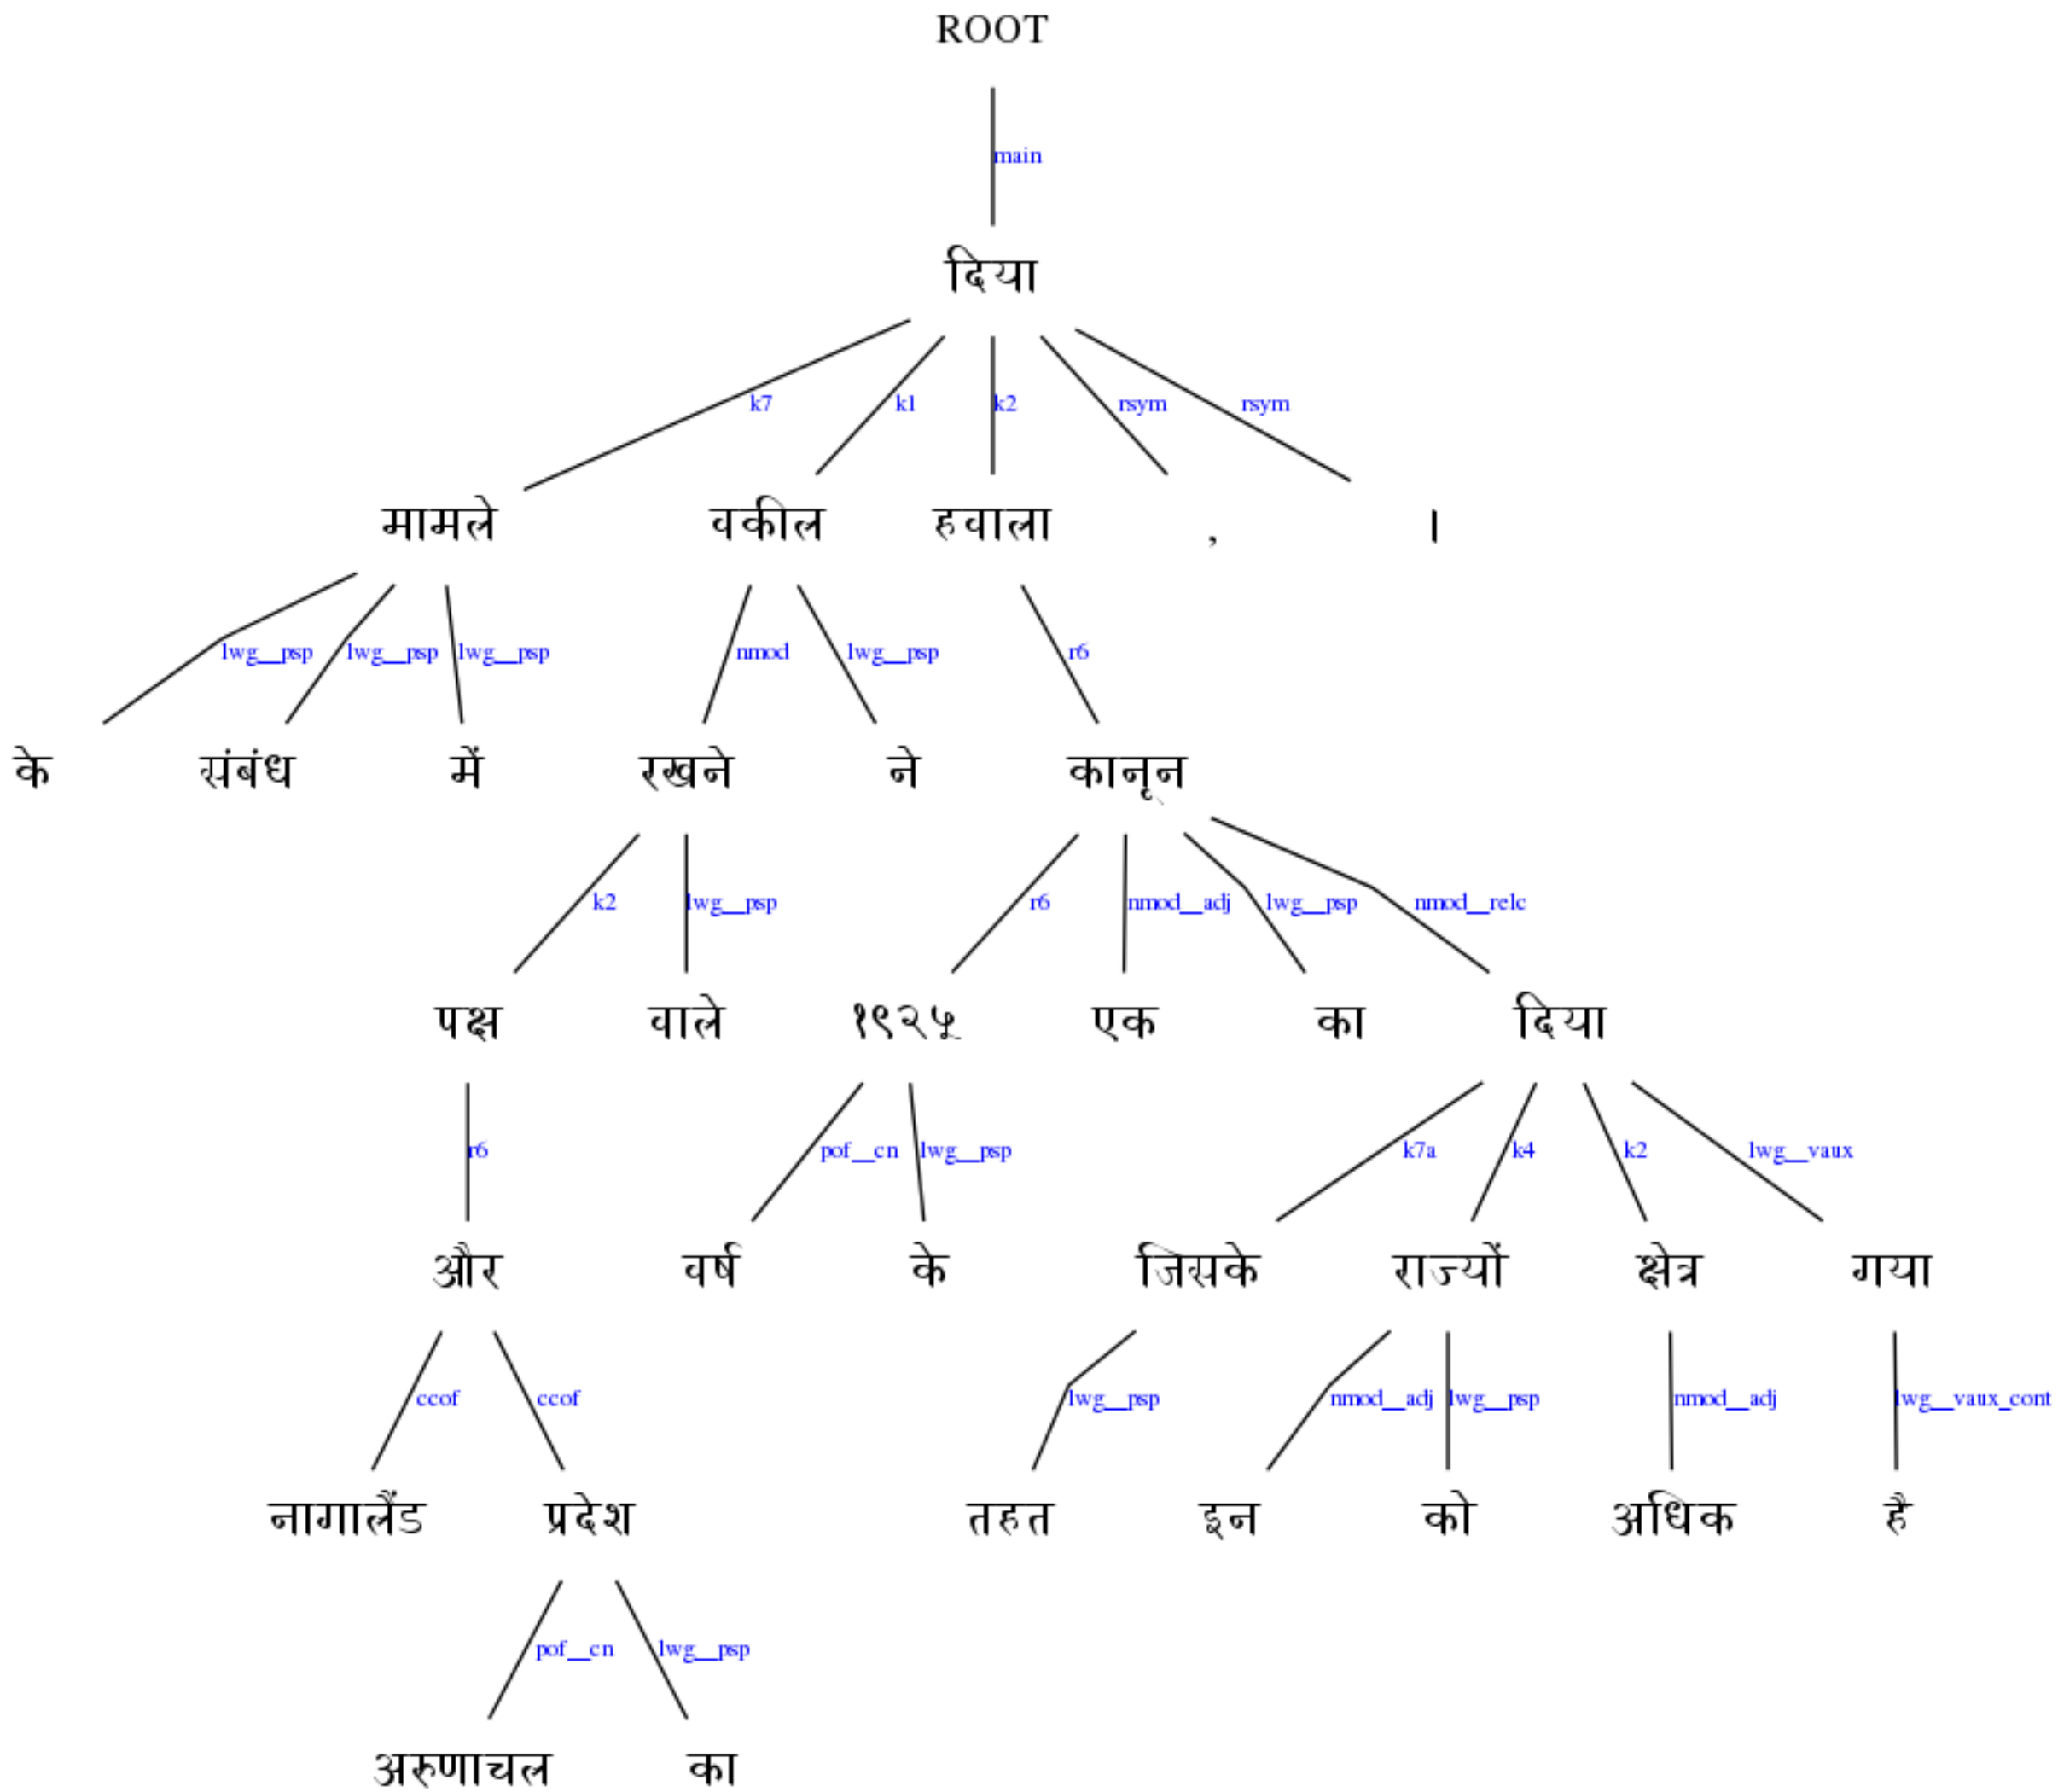 ROOT
main
दिया
k7 k1 k2 rsym rsym
मामले वकील हवाला , ।
lwg__psp lwg__psp lwg__psp nmod lwg__psp r6
के संबंध में रखने ने कानून
k2 lwg__psp r6 nmod__adj lwg__psp nmod__relc
पक्ष वाले १९२५ एक का दिया
r6 pof__cn lwg__psp k7a k4 k2 lwg__vaux
और वर्ष के जिसके राज्यों क्षेत्र गया
ccof ccof lwg__psp nmod__adj lwg__psp nmod__adj lwg__vaux_cont
नागालैंड प्रदेश तहत इन को अधिक है
pof__cn lwg__psp
अरुणाचल का